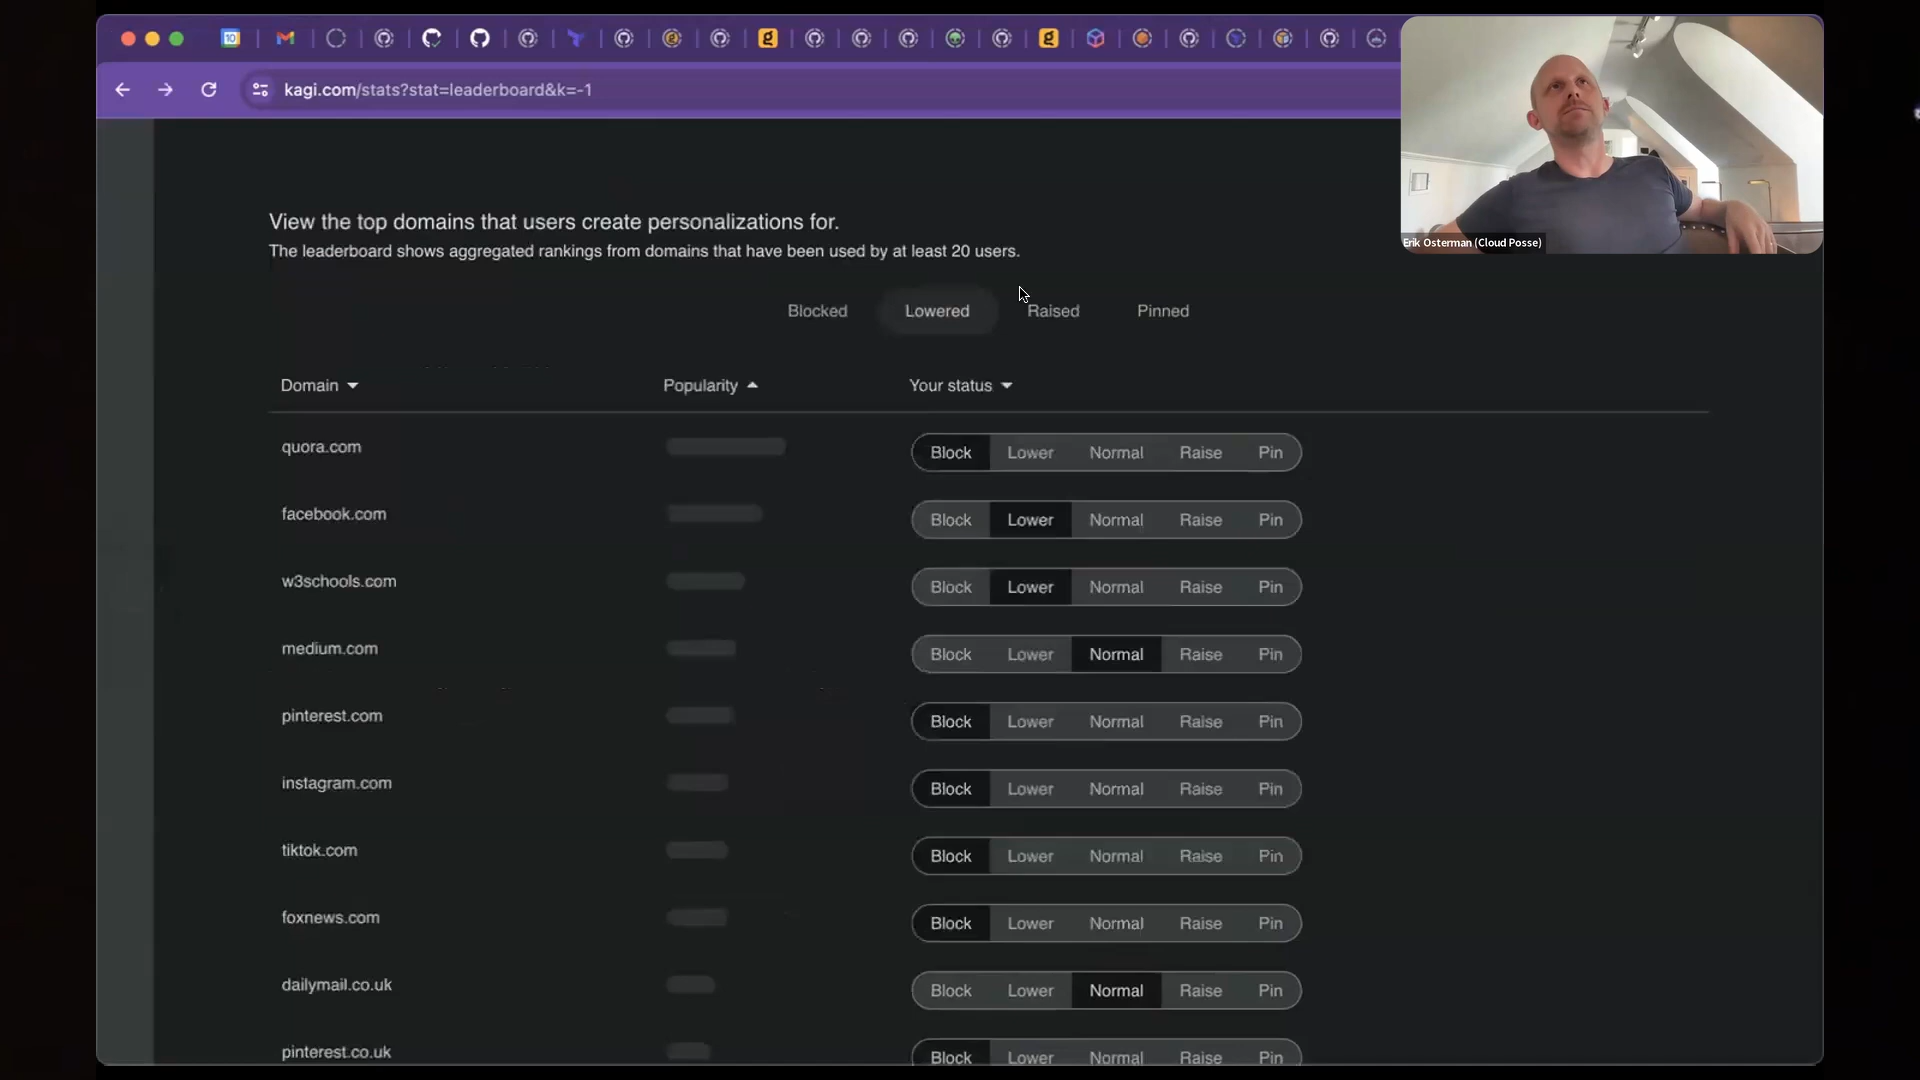 10
kagi.com/stats?stat=leaderboard&k=-1
Erik Osterman (Cloud Posse)
View the top domains that users create personalizations for.
The leaderboard shows aggregated rankings from domains that have been used by at least 20 users.
Blocked Lowered Raised Pinned
Domain Popularity Your status
quora.com Block Lower Normal Raise Pin
facebook.com Block Lower Normal Raise Pin
w3schools.com Block Lower Normal Raise Pin
medium.com Block Lower Normal Raise Pin
pinterest.com Block Lower Normal Raise Pin
instagram.com Block Lower Normal Raise Pin
tiktok.com Block Lower Normal Raise Pin
foxnews.com Block Lower Normal Raise Pin
dailymail.co.uk Block Lower Normal Raise Pin
pinterest.co.uk Block Lower Normal Raise Pin